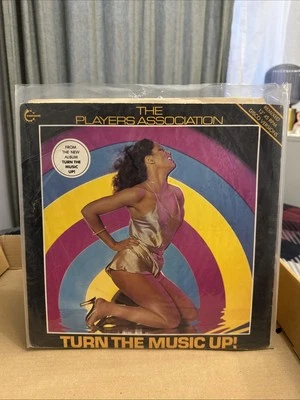 THE
PLAYERS ASSOCIATION
FROM
THE NEW
ALBUM
TURN THE
MUSIC
UP!
TURN THE MUSIC UP!